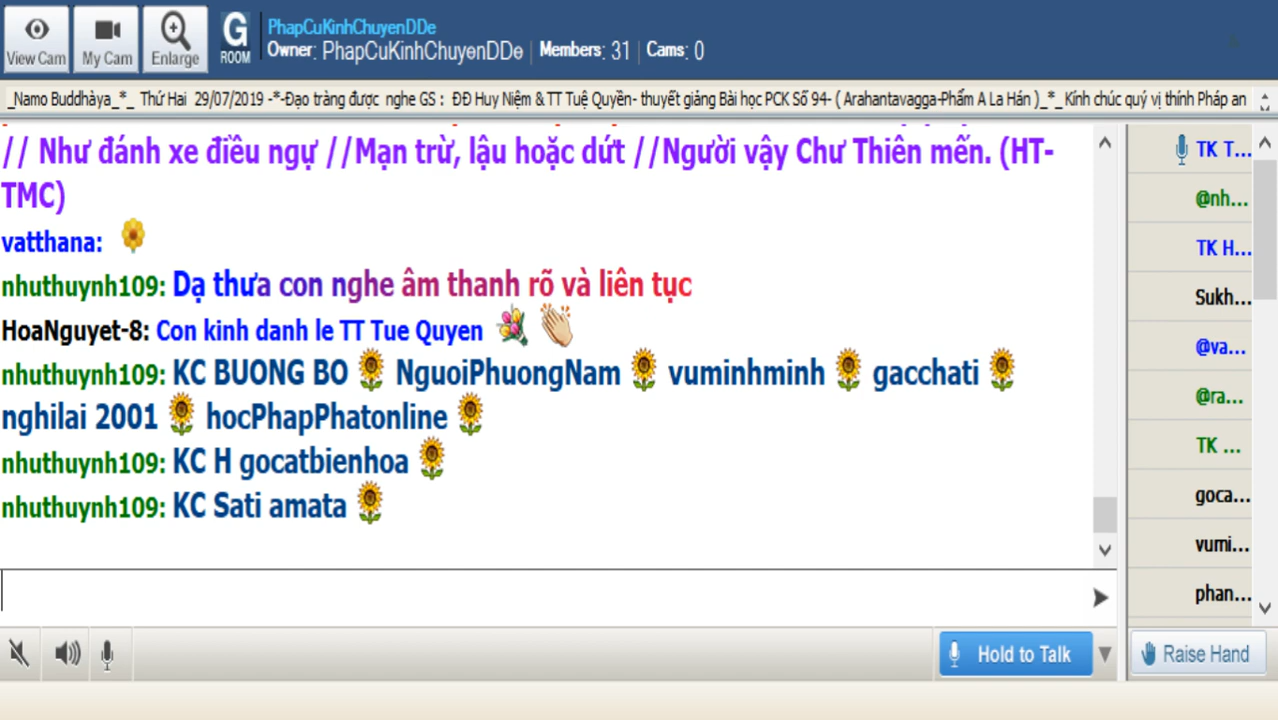 PhapCuKinhChuyenDDe
View Cam My Cam Enlarge G ROOM Owner: PhapCuKinhChuyenDDe | Members: 31 | Cams: 0
_Namo Buddhàya_*_ Thứ Hai 29/07/2019 -*-Đạo tràng được nghe GS : ĐĐ Huy Niệm & TT Tuệ Quyền- thuyết giảng Bài học PCK Số 94- ( Arahantavagga-Phẩm A La Hán )_*_ Kính chúc quý vị thính Pháp an
// Như đánh xe điều ngự //Mạn trừ, lậu hoặc dứt //Người vậy Chư Thiên mến. (HT-
TMC)
vatthana:
nhuthuynh109: Dạ thưa con nghe âm thanh rõ và liên tục
HoaNguyet-8: Con kinh danh le TT Tue Quyen
nhuthuynh109: KC BUONG BO NguoiPhuongNam vuminhminh gacchati
nghilai 2001 hocPhapPhatonline
nhuthuynh109: KC H gocatbienhoa
nhuthuynh109: KC Sati amata
TK T...
@nh...
TK H...
Sukh...
@va...
@ra...
TK ...
goca...
vumi...
phan...
Hold to Talk
Raise Hand